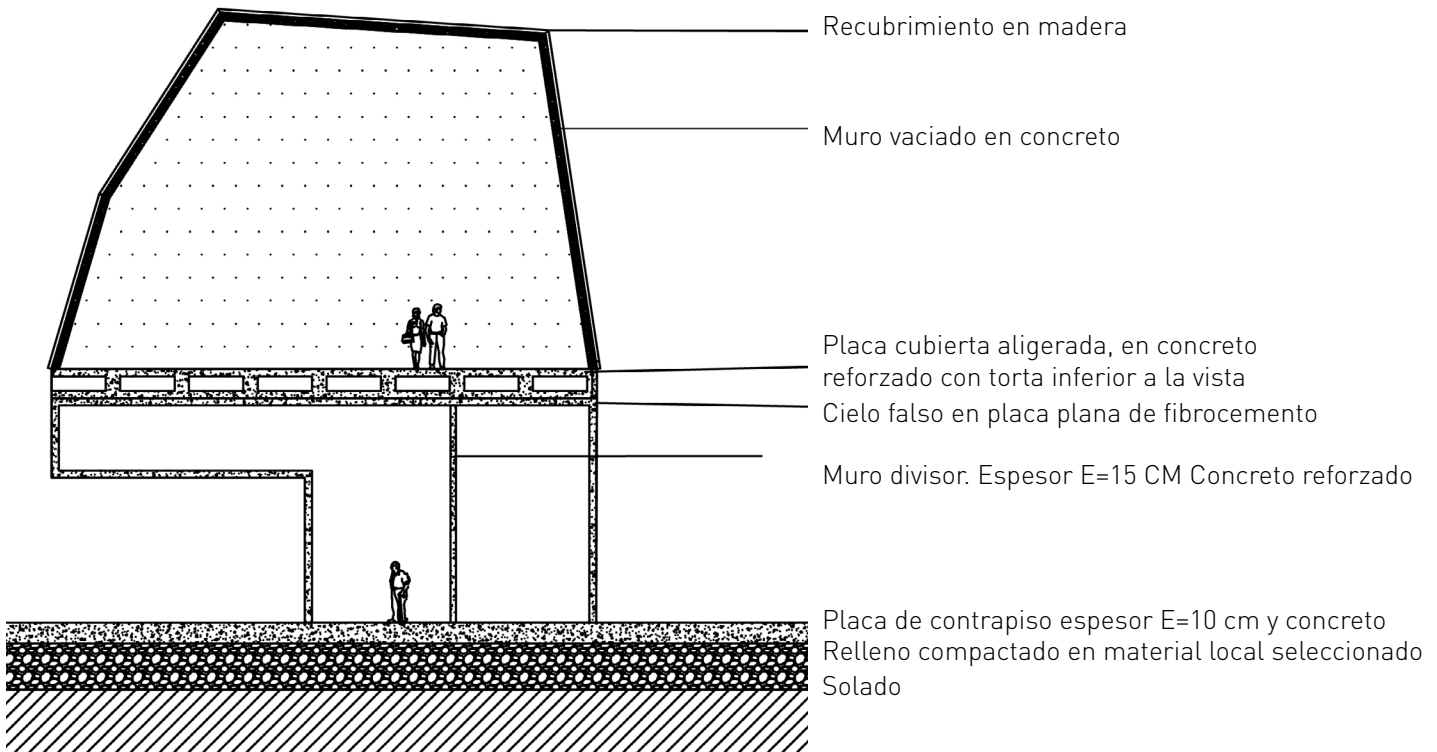 Recubrimiento en madera
Muro vaciado en concreto
Placa cubierta aligerada, en concreto
reforzado con torta inferior a la vista
Cielo falso en placa plana de fibrocemento
Muro divisor. Espesor E=15 CM Concreto reforzado
Placa de contrapiso espesor E=10 cm y concreto
Relleno compactado en material local seleccionado
Solado